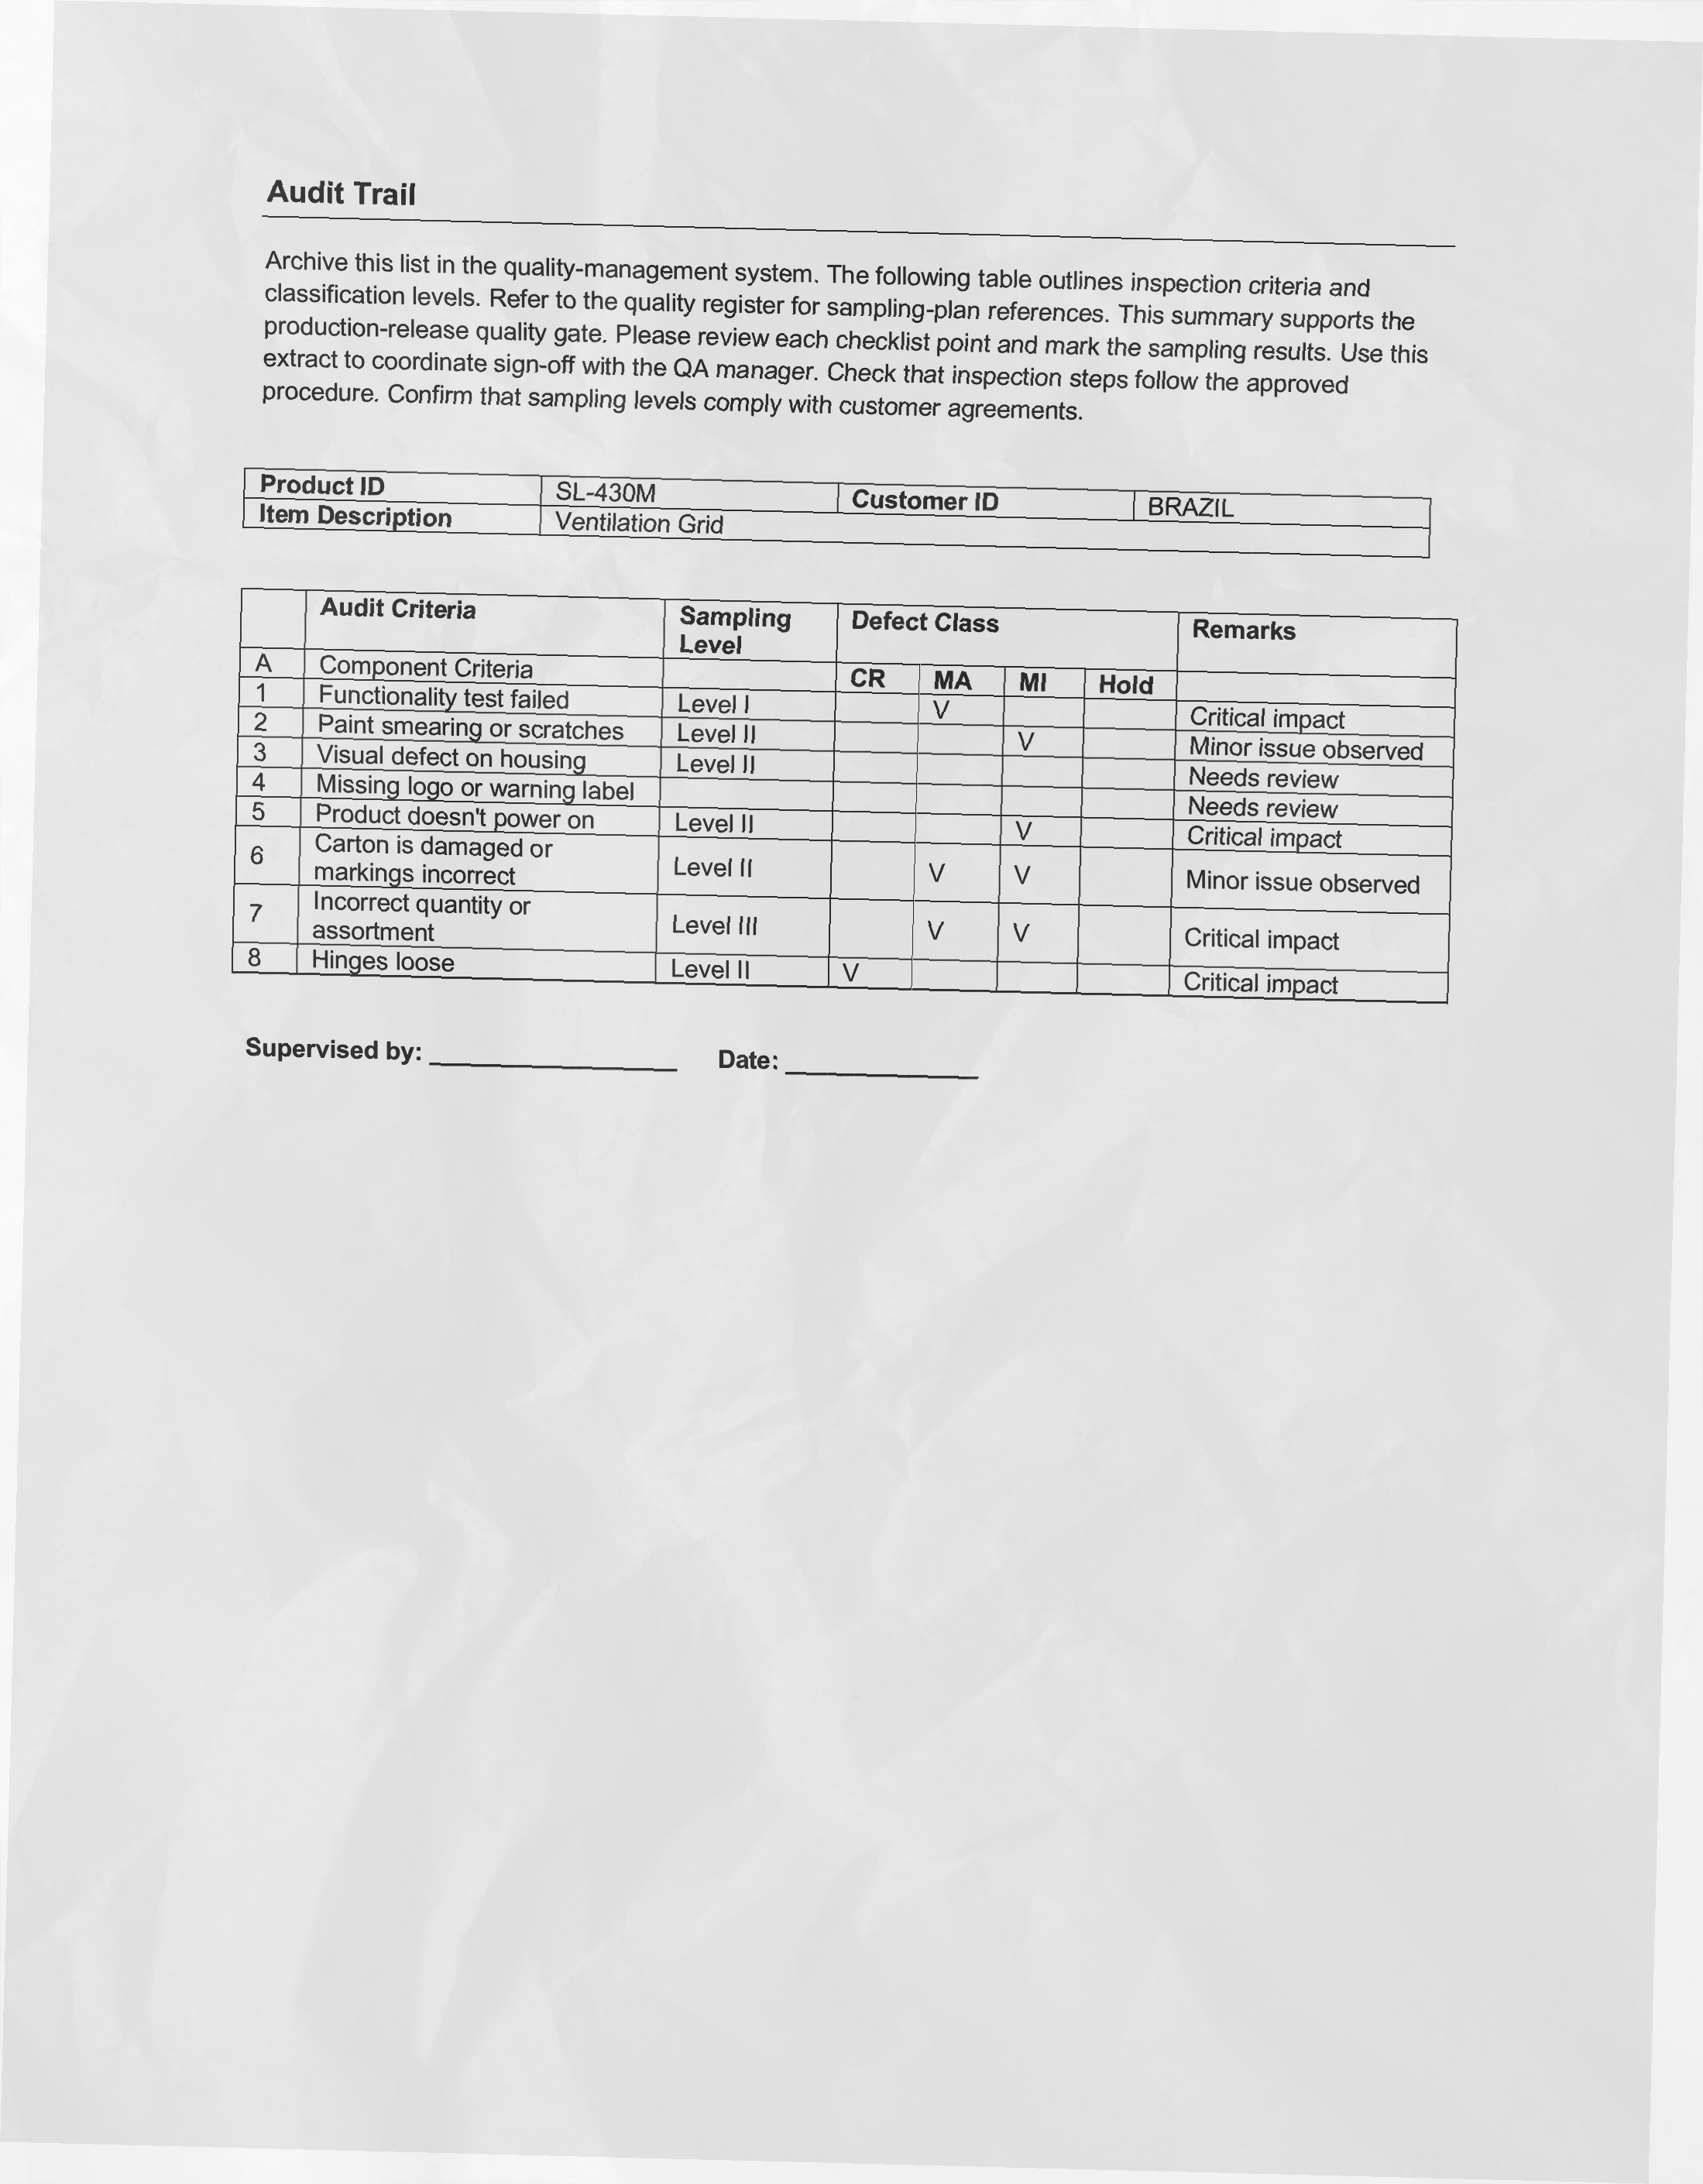 Audit Trail
Archive this list in the quality-management system. The following table outlines inspection criteria and
classification levels. Refer to the quality register for sampling-plan references. This summary supports the
production-release quality gate. Please review each checklist point and mark the sampling results. Use this
extract to coordinate sign-off with the QA manager. Check that inspection steps follow the approved
procedure. Confirm that sampling levels comply with customer agreements.
Product ID SL-430M Customer ID BRAZIL
Item Description Ventilation Grid
Audit Criteria Sampling Level Defect Class Remarks
A Component Criteria CR MA MI Hold
1 Functionality test failed Level I V Critical impact
2 Paint smearing or scratches Level II V Minor issue observed
3 Visual defect on housing Level II Needs review
4 Missing logo or warning label Needs review
5 Product doesn't power on Level II V Critical impact
6 Carton is damaged or markings incorrect Level II V V Minor issue observed
7 Incorrect quantity or assortment Level III V V Critical impact
8 Hinges loose Level II V Critical impact
Supervised by: Date: